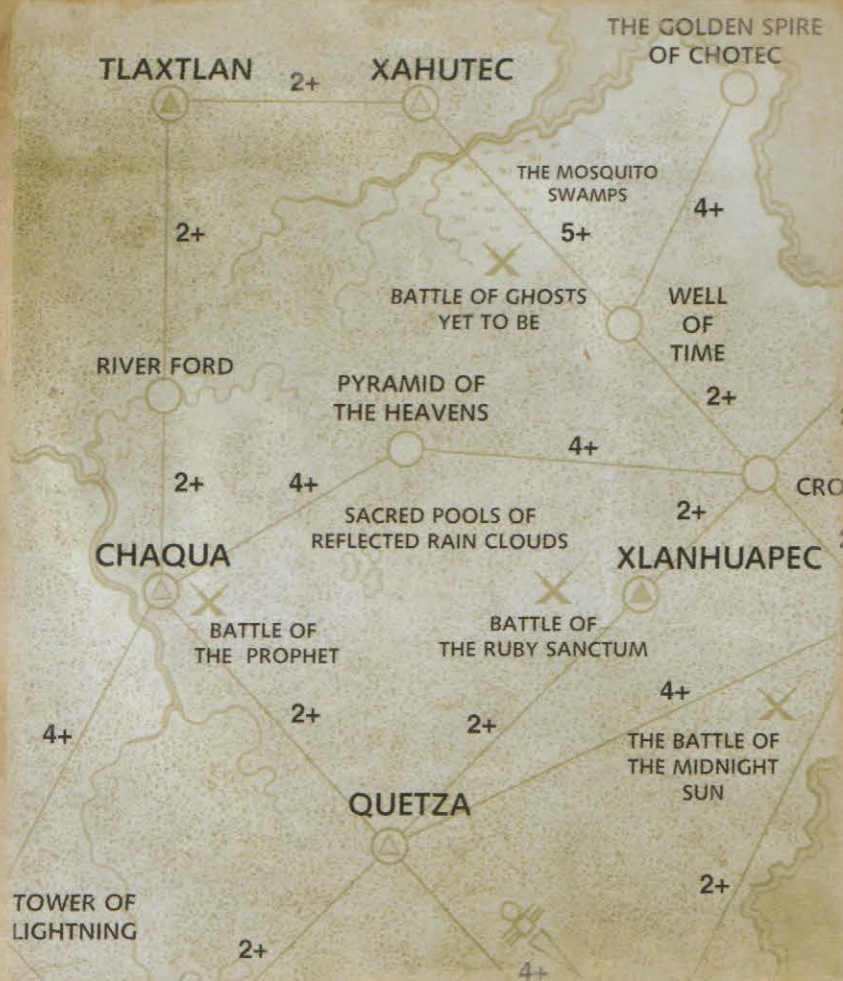 THE GOLDEN SPIRE
OF CHOTEC
TLAXTLAN
2+
XAHUTEC
THE MOSQUITO
SWAMPS
4+
2+
5+
BATTLE OF GHOSTS
YET TO BE
WELL
OF
TIME
RIVER FORD
PYRAMID OF
THE HEAVENS
2+
4+
2+
4+
CRO
SACRED POOLS OF
REFLECTED RAIN CLOUDS
2+
CHAQUA
XLANHUAPEC
BATTLE OF
THE PROPHET
BATTLE OF
THE RUBY SANCTUM
4+
2+
2+
4+
THE BATTLE OF
THE MIDNIGHT
SUN
QUETZA
2+
TOWER OF
LIGHTNING
2+
4+